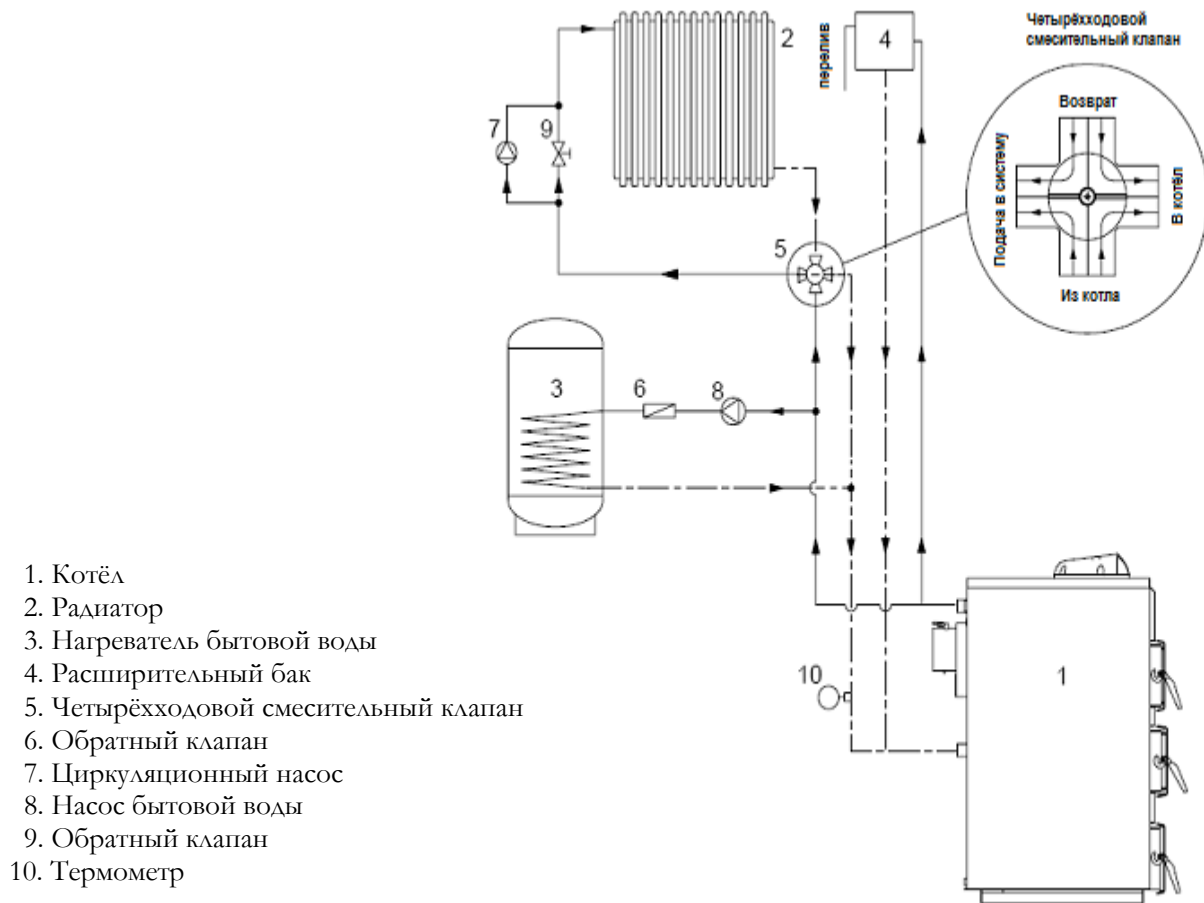 Четырёхходовой
смесительный клапан
Возврат
Подача в систему
В котёл
Из котла
перелив
2
4
7
9
5
3
6
8
10
1
1. Котёл
2. Радиатор
3. Нагреватель бытовой воды
4. Расширительный бак
5. Четырёхходовой смесительный клапан
6. Обратный клапан
7. Циркуляционный насос
8. Насос бытовой воды
9. Обратный клапан
10. Термометр